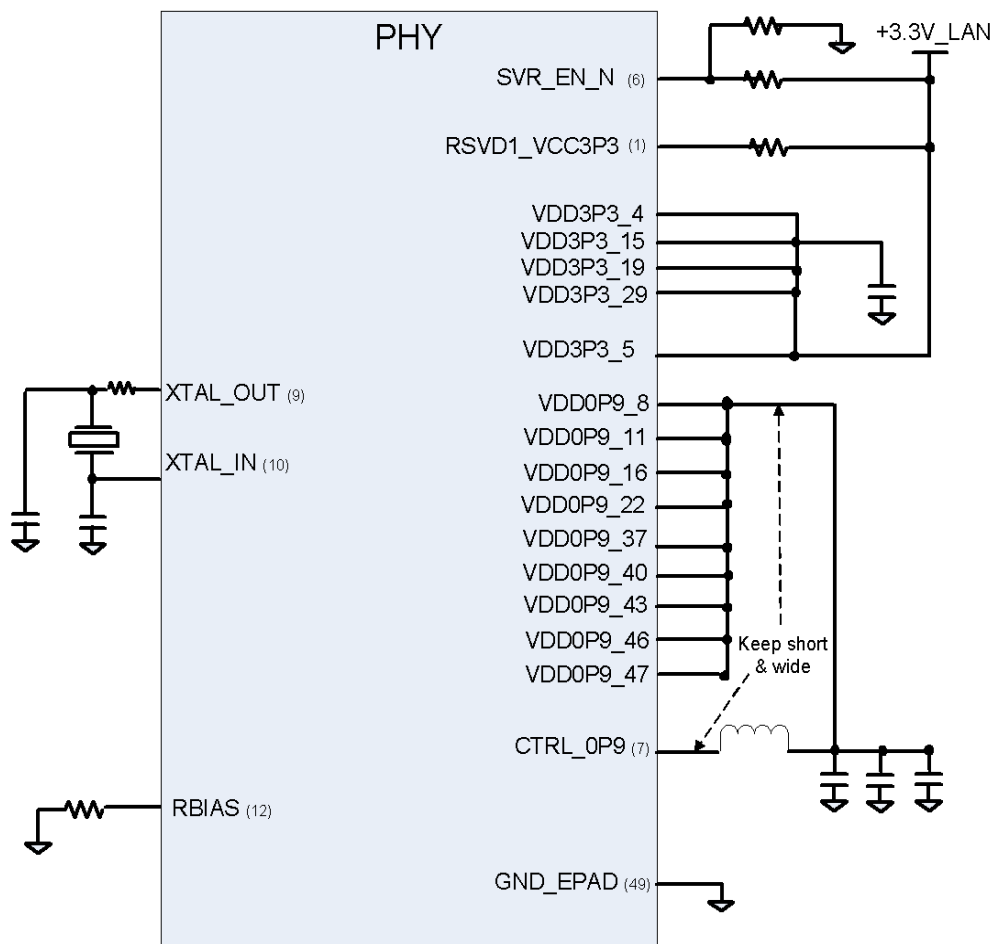 PHY
+3.3V_LAN
SVR_EN_N (6)
RSVD1_VCC3P3 (1)
VDD3P3_4
VDD3P3_15
VDD3P3_19
VDD3P3_29
VDD3P3_5
XTAL_OUT (9)
XTAL_IN (10)
VDD0P9_8
VDD0P9_11
VDD0P9_16
VDD0P9_22
VDD0P9_37
VDD0P9_40
VDD0P9_43
VDD0P9_46
VDD0P9_47
Keep short
& wide
CTRL_0P9 (7)
RBIAS (12)
GND_EPAD (49)